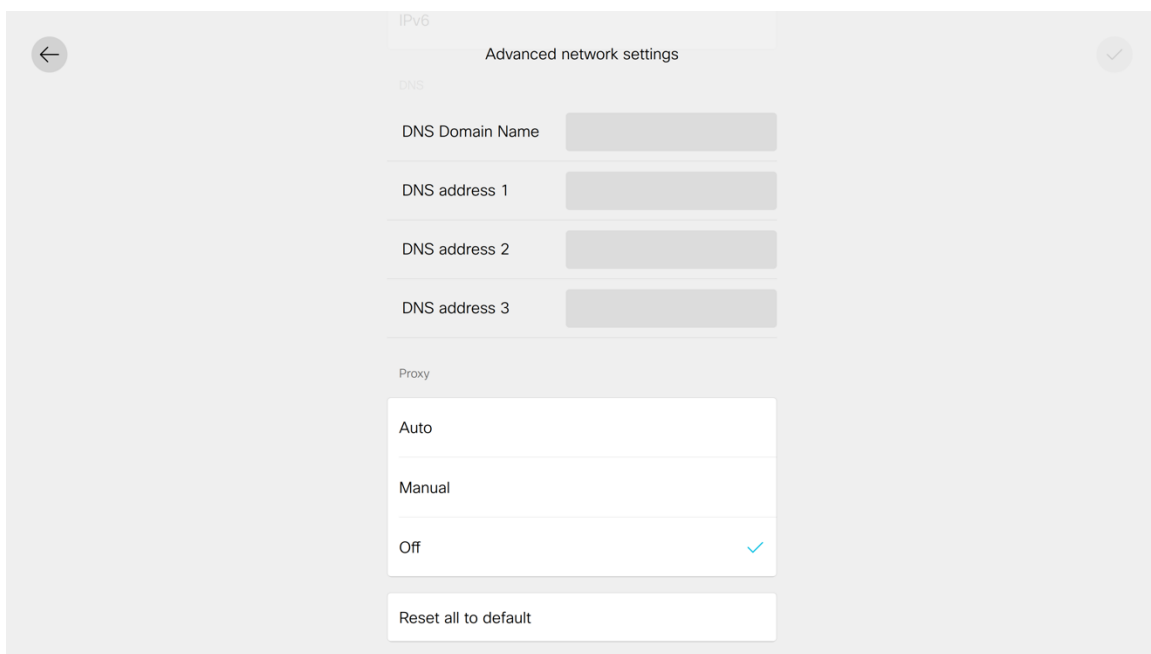 IPv6
Advanced network settings
DNS
DNS Domain Name
DNS address 1
DNS address 2
DNS address 3
Proxy
Auto
Manual
Off
Reset all to default